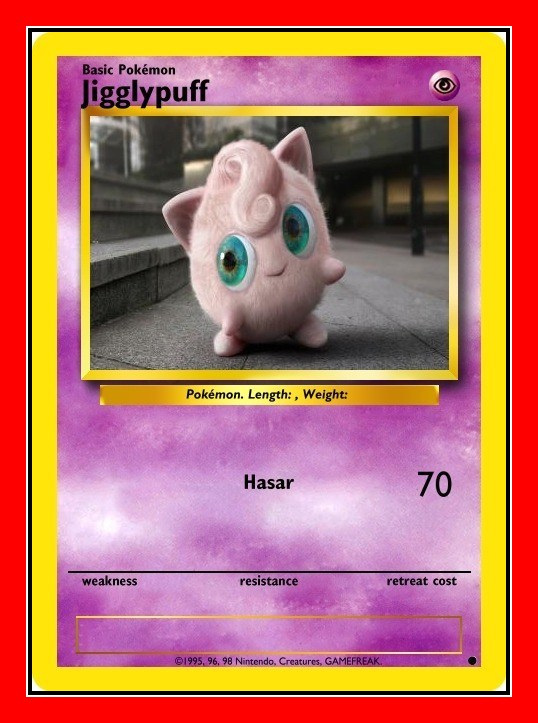 Basic Pokémon
Jigglypuff
Pokémon. Length: , Weight:
Hasar 70
weakness resistance retreat cost
©1995, 96, 98 Nintendo, Creatures, GAMEFREAK.